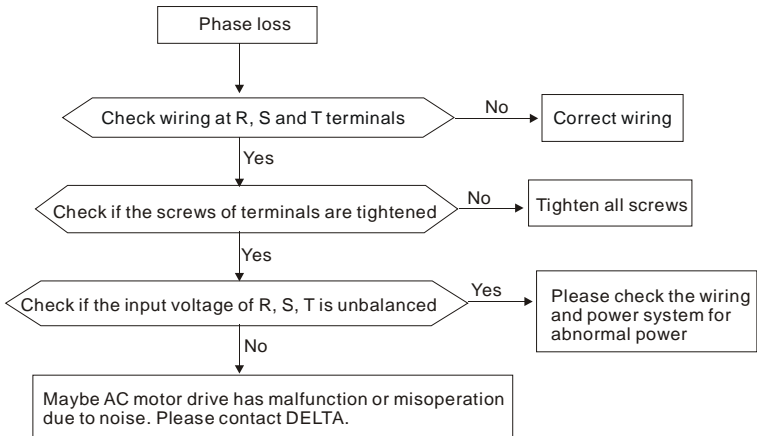 Phase loss
Check wiring at R, S and T terminals
No
Correct wiring
Yes
Check if the screws of terminals are tightened
No
Tighten all screws
Yes
Check if the input voltage of R, S, T is unbalanced
Yes
Please check the wiring
and power system for
abnormal power
No
Maybe AC motor drive has malfunction or misoperation
due to noise. Please contact DELTA.